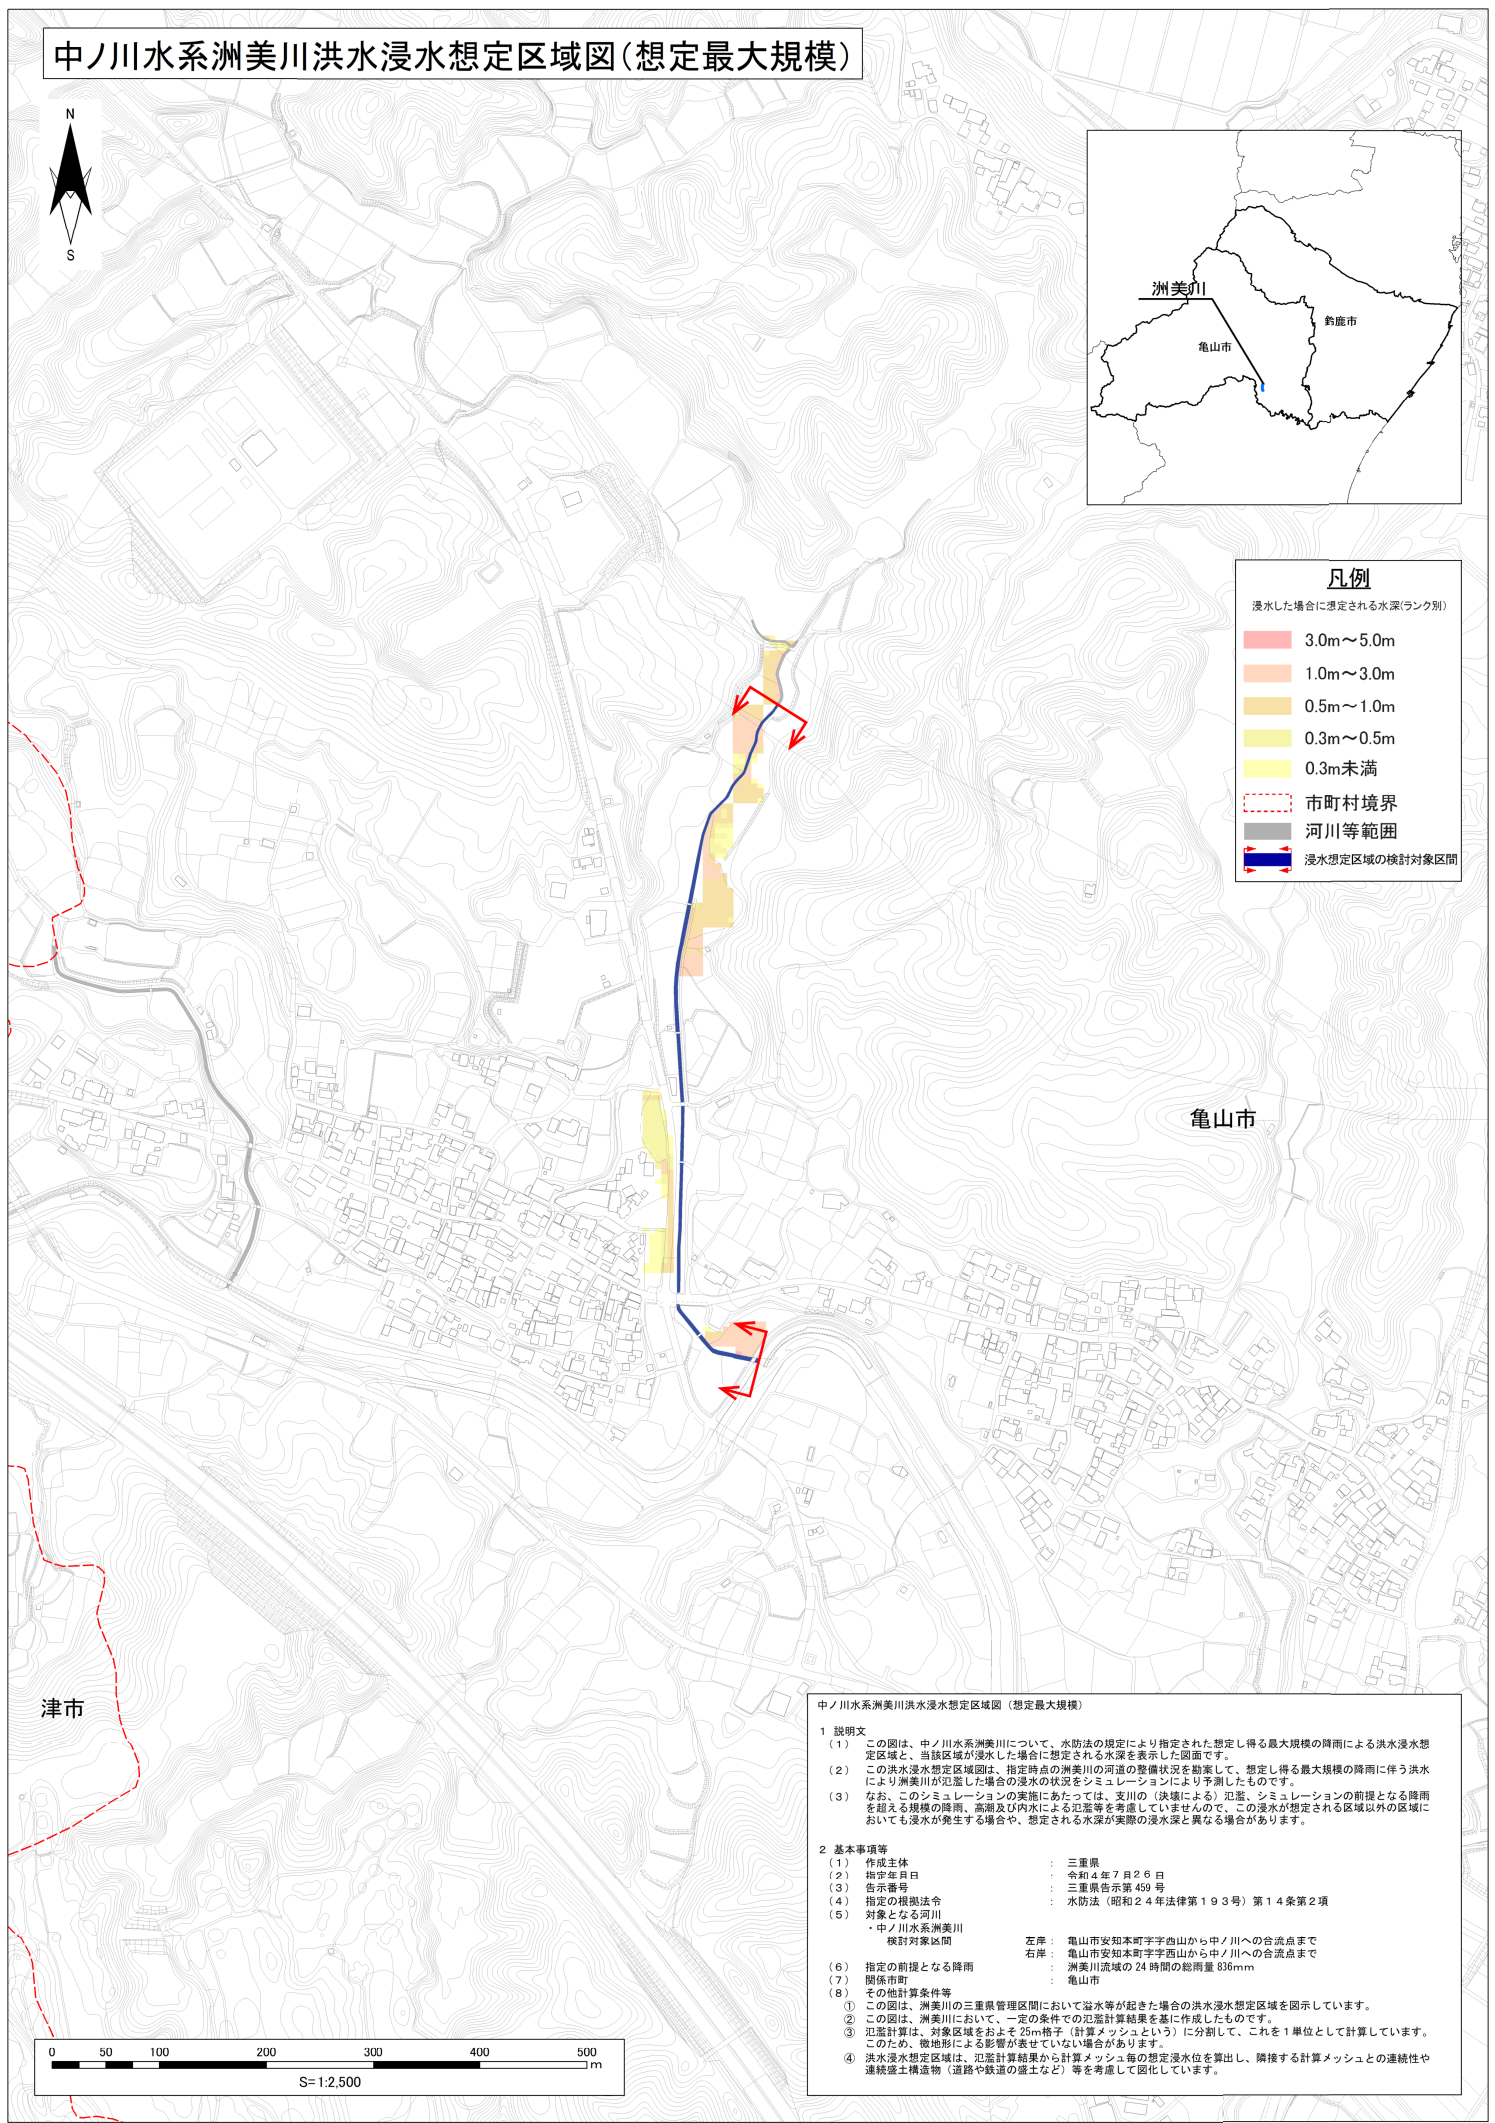 中ノ川水系洲美川洪水浸水想定区域図(想定最大規模)
N
S
洲美川
鈴鹿市
亀山市
凡例
浸水した場合に想定される水深(ランク別)
3.0m～5.0m
1.0m～3.0m
0.5m～1.0m
0.3m～0.5m
0.3m未満
市町村境界
河川等範囲
浸水想定区域の検討対象区間
亀山市
津市
中ノ川水系洲美川洪水浸水想定区域図（想定最大規模）
1 説明文
（1） この図は、中ノ川水系洲美川について、水防法の規定により指定された想定し得る最大規模の降雨による洪水浸水想
定区域と、当該区域が浸水した場合に想定される水深を表示した図面です。
（2） この洪水浸水想定区域図は、指定時点の洲美川の河道の整備状況を勘案して、想定し得る最大規模の降雨に伴う洪水
により洲美川が氾濫した場合の浸水の状況をシミュレーションにより予測したものです。
（3） なお、このシミュレーションの実施にあたっては、支川の（決壊による）氾濫、シミュレーションの前提となる降雨
を超える規模の降雨、高潮及び内水による氾濫等を考慮していませんので、この浸水が想定される区域以外の区域に
おいても浸水が発生する場合や、想定される水深が実際の浸水深と異なる場合があります。
2 基本事項等
（1） 作成主体 ： 三重県
（2） 指定年月日 ： 令和４年７月２６日
（3） 告示番号 ： 三重県告示第 459 号
（4） 指定の根拠法令 ： 水防法（昭和２４年法律第１９３号）第１４条第２項
（5） 対象となる河川
・中ノ川水系洲美川
検討対象区間 左岸： 亀山市安知本町字字西山から中ノ川への合流点まで
右岸： 亀山市安知本町字字西山から中ノ川への合流点まで
（6） 指定の前提となる降雨 ： 洲美川流域の 24 時間の総雨量 836mm
（7） 関係市町 ： 亀山市
（8） その他計算条件等
① この図は、洲美川の三重県管理区間において溢水等が起きた場合の洪水浸水想定区域を図示しています。
② この図は、洲美川において、一定の条件での氾濫計算結果を基に作成したものです。
③ 氾濫計算は、対象区域をおよそ 25m格子（計算メッシュという）に分割して、これを１単位として計算しています。
このため、微地形による影響が表せていない場合があります。
④ 洪水浸水想定区域は、氾濫計算結果から計算メッシュ毎の想定浸水位を算出し、隣接する計算メッシュとの連続性や
連続盛土構造物（道路や鉄道の盛土など）等を考慮して図化しています。
0 50 100 200 300 400 500 m
S=1:2,500